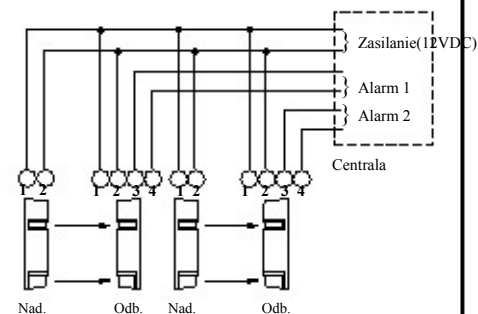 Zasilanie(12VDC)
Alarm 1
Alarm 2
Centrala
1 2 1 2 3 4 1 2 1 2 3 4
Nad. Odb. Nad. Odb.